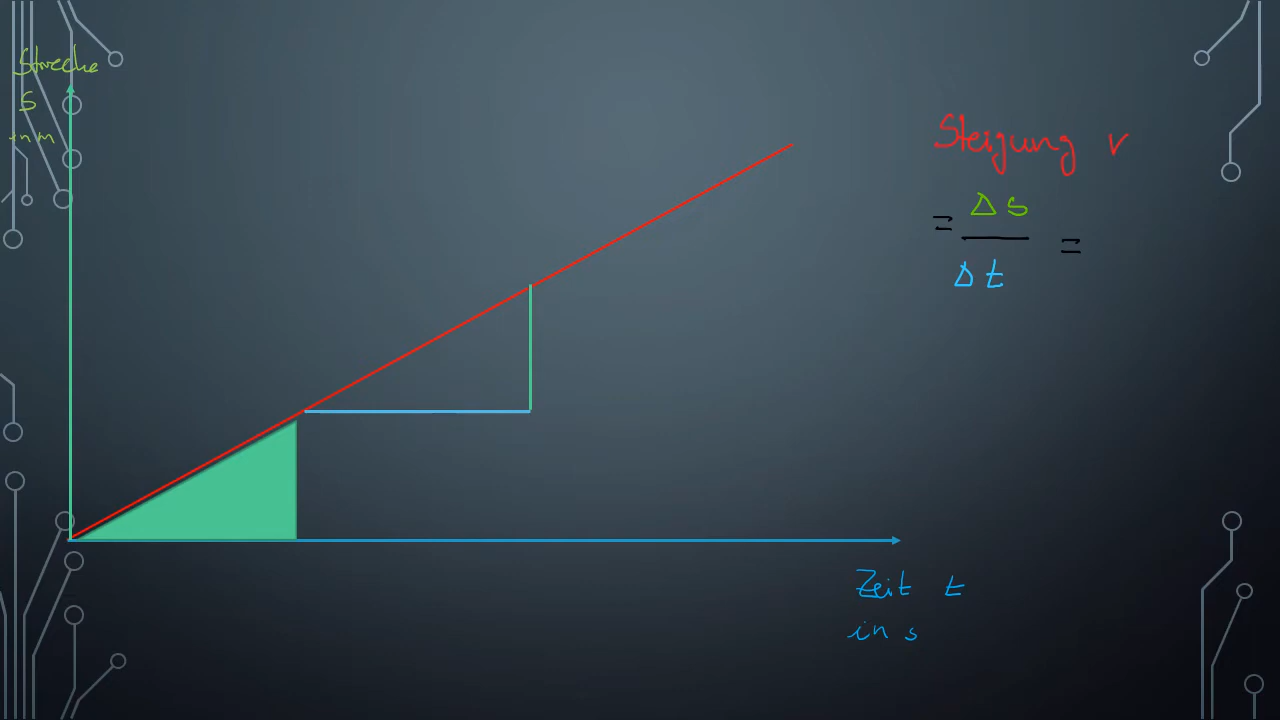 Strecke
s
in m
Steigung v
= Δs / Δt =
Zeit t
in s